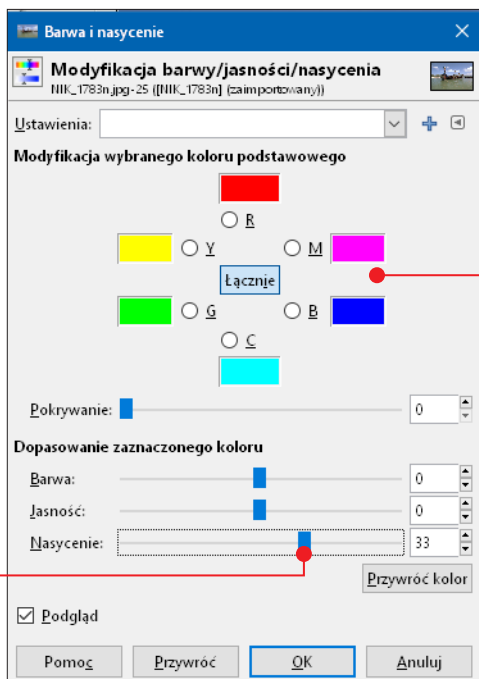 Barwa i nasycenie
Modyfikacja barwy/jasności/nasycenia
NIK_1783n.jpg-25 ([NIK_1783n] (zaimportowany))
Ustawienia:
Modyfikacja wybranego koloru podstawowego
R
Y M
Łącznie
G B
C
Pokrywanie: 0
Dopasowanie zaznaczonego koloru
Barwa: 0
Jasność: 0
Nasycenie: 33
Przywróć kolor
Podgląd
Pomoc Przywróć OK Anuluj